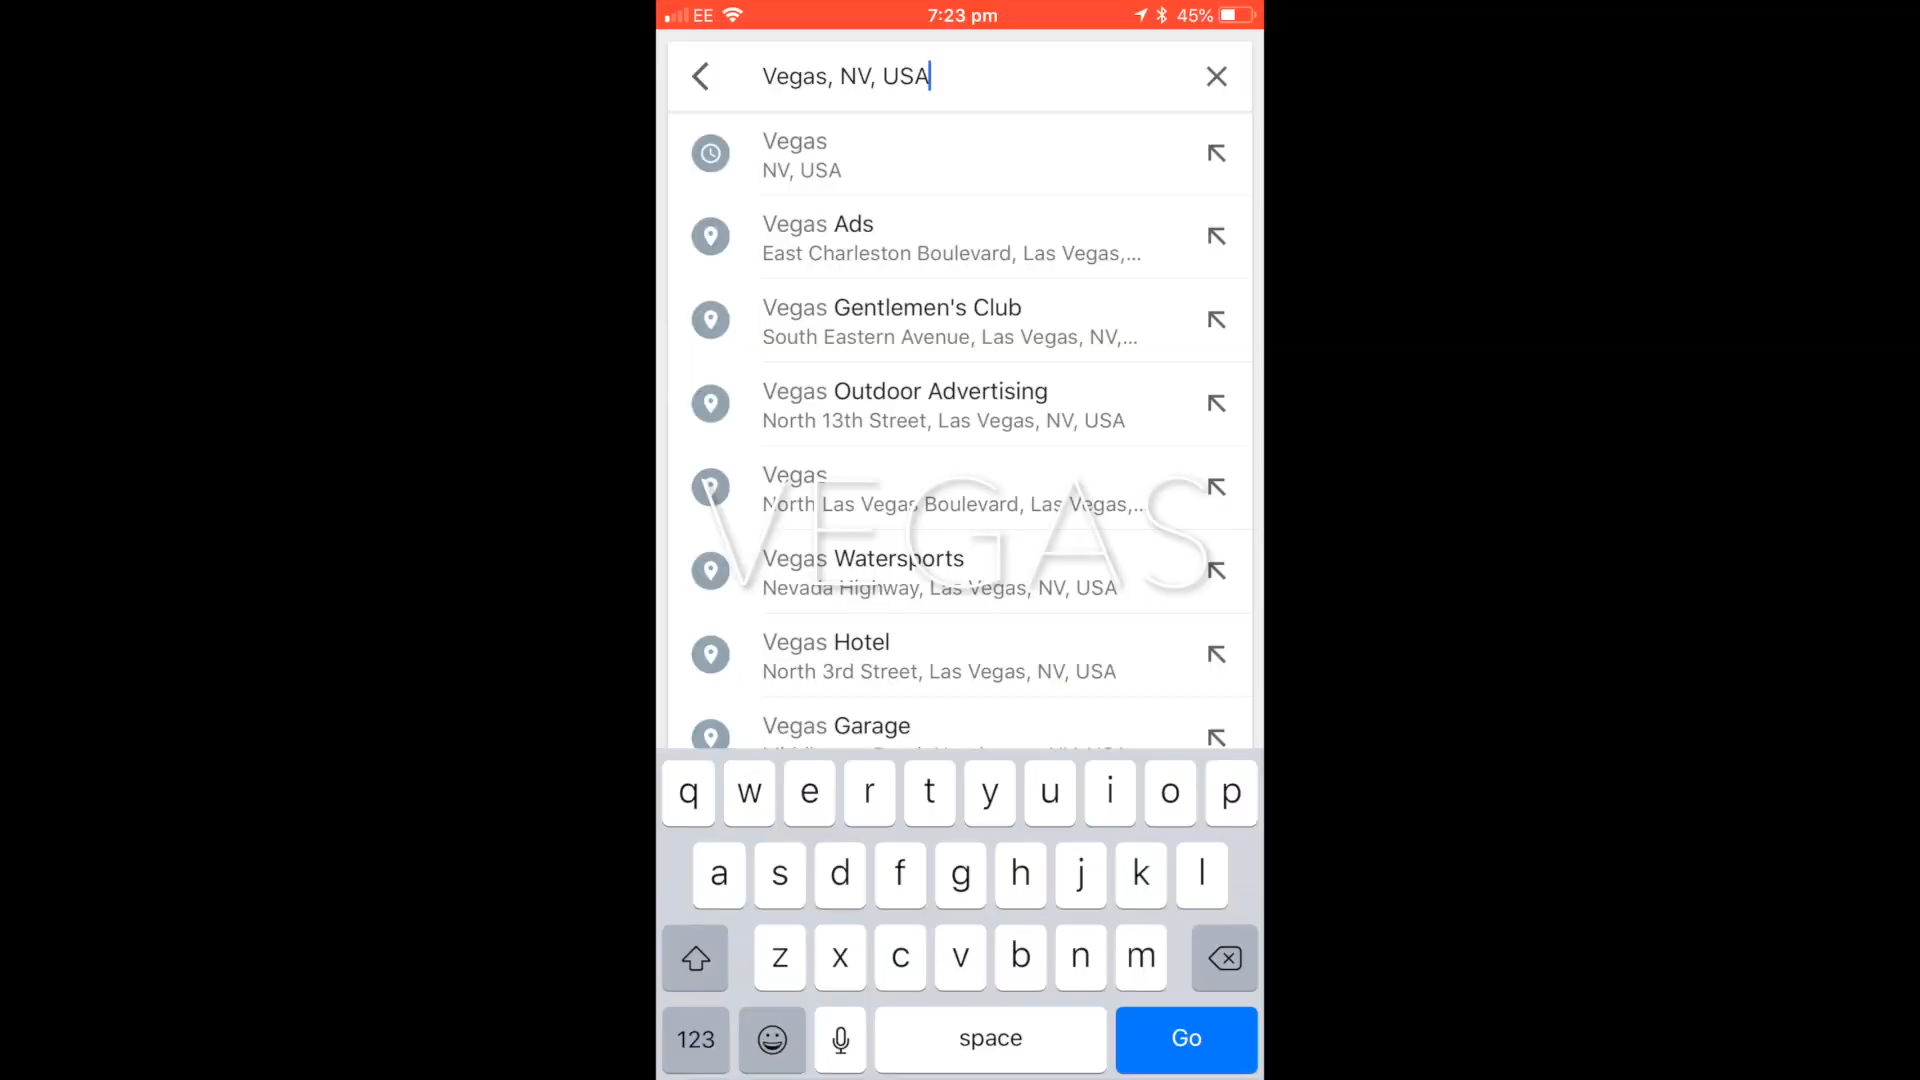 EE 7:23 pm 45%
Vegas, NV, USA
Vegas
NV, USA
Vegas Ads
East Charleston Boulevard, Las Vegas,...
Vegas Gentlemen's Club
South Eastern Avenue, Las Vegas, NV,...
Vegas Outdoor Advertising
North 13th Street, Las Vegas, NV, USA
Vegas
North Las Vegas Boulevard, Las Vegas,...
VEGAS
Vegas Watersports
Nevada Highway, Las Vegas, NV, USA
Vegas Hotel
North 3rd Street, Las Vegas, NV, USA
Vegas Garage
q w e r t y u i o p
a s d f g h j k l
z x c v b n m
123 space Go